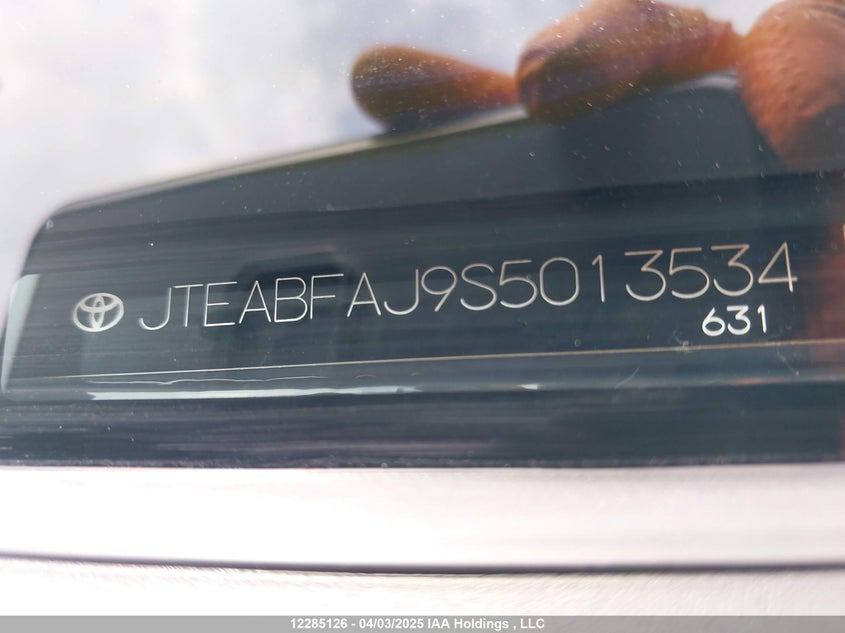 JTEABFAJ9S5013534
631
12285126 - 04/03/2025 IAA Holdings , LLC